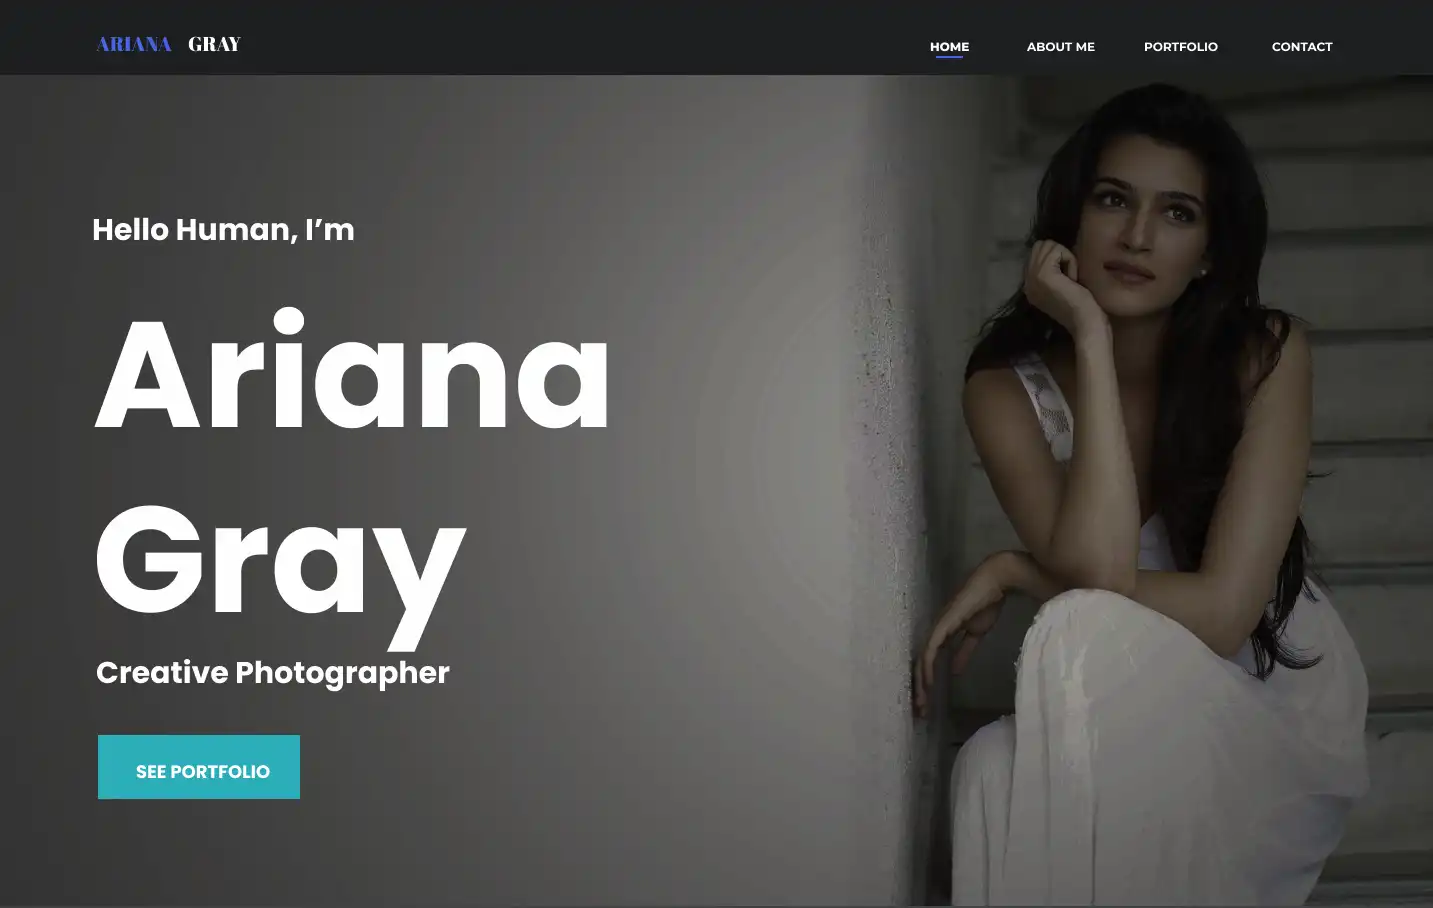 ARIANA GRAY
HOME
ABOUT ME
PORTFOLIO
CONTACT
Hello Human, I’m
Ariana
Gray
Creative Photographer
SEE PORTFOLIO